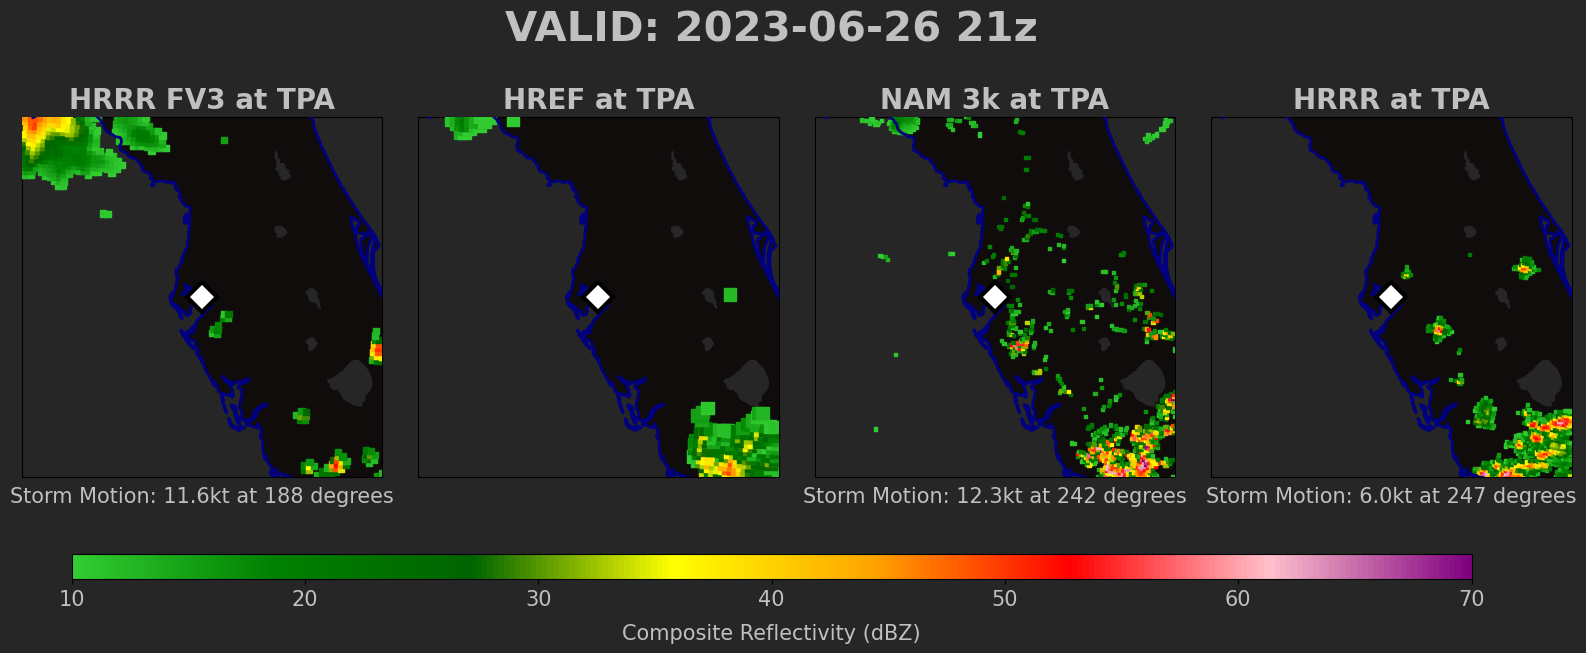 VALID: 2023-06-26 21z
HRRR FV3 at TPA
HREF at TPA
NAM 3k at TPA
HRRR at TPA
Storm Motion: 11.6kt at 188 degrees
Storm Motion: 12.3kt at 242 degrees
Storm Motion: 6.0kt at 247 degrees
10 20 30 40 50 60 70
Composite Reflectivity (dBZ)